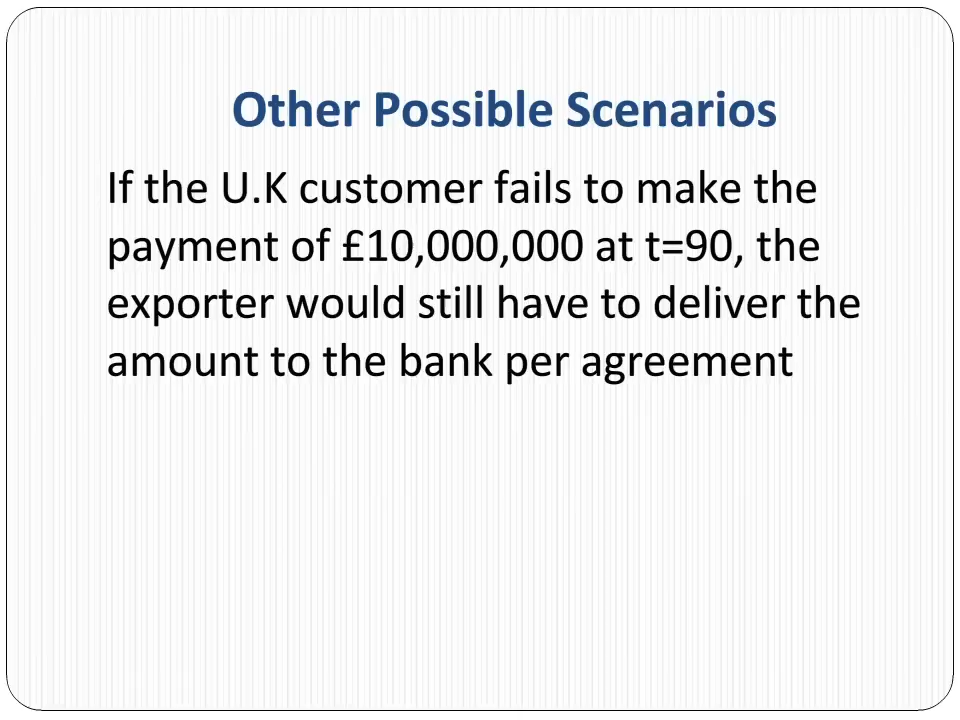 Other Possible Scenarios
If the U.K customer fails to make the
payment of £10,000,000 at t=90, the
exporter would still have to deliver the
amount to the bank per agreement